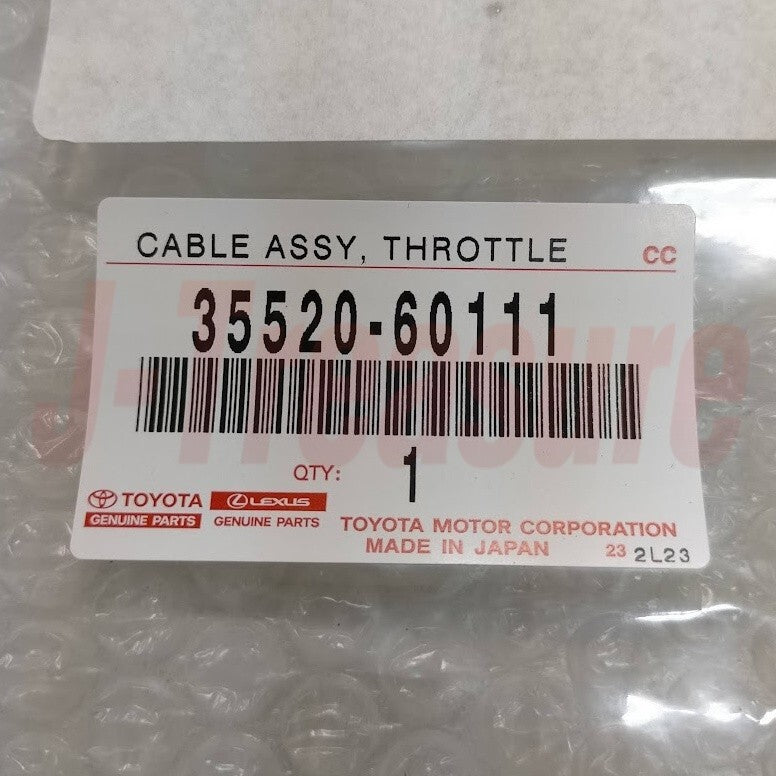 CABLE ASSY, THROTTLE CC
35520-60111
J-Treasure
QTY: 1
TOYOTA LEXUS
GENUINE PARTS GENUINE PARTS
TOYOTA MOTOR CORPORATION
MADE IN JAPAN 23 2L23